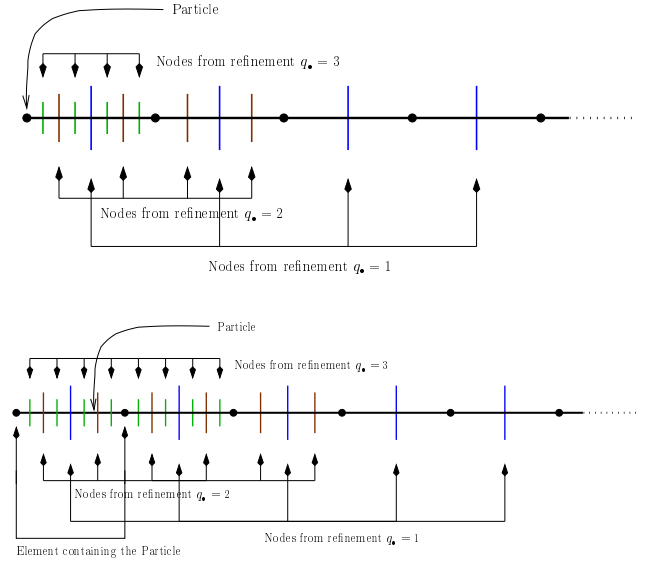 Particle
Nodes from refinement q• = 3
Nodes from refinement q• = 2
Nodes from refinement q• = 1
Particle
Nodes from refinement q• = 3
Nodes from refinement q• = 2
Nodes from refinement q• = 1
Element containing the Particle